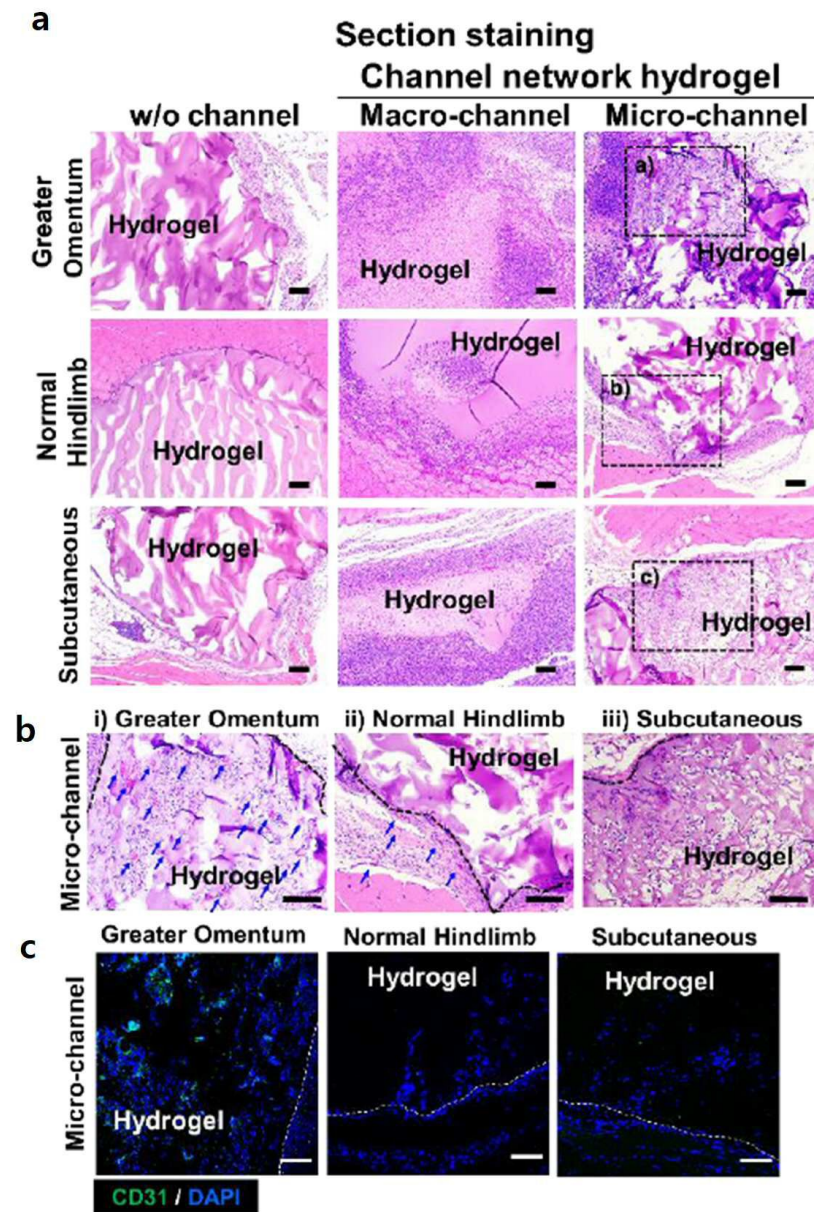 a
Section staining
Channel network hydrogel
w/o channel Macro-channel Micro-channel
Greater Omentum
Hydrogel
Hydrogel
a)
Hydrogel
Normal Hindlimb
Hydrogel
Hydrogel
Hydrogel
b)
Subcutaneous
Hydrogel
Hydrogel
c)
Hydrogel
b
i) Greater Omentum ii) Normal Hindlimb iii) Subcutaneous
Micro-channel
Hydrogel
Hydrogel
Hydrogel
c
Greater Omentum Normal Hindlimb Subcutaneous
Micro-channel
Hydrogel
Hydrogel
Hydrogel
CD31 / DAPI